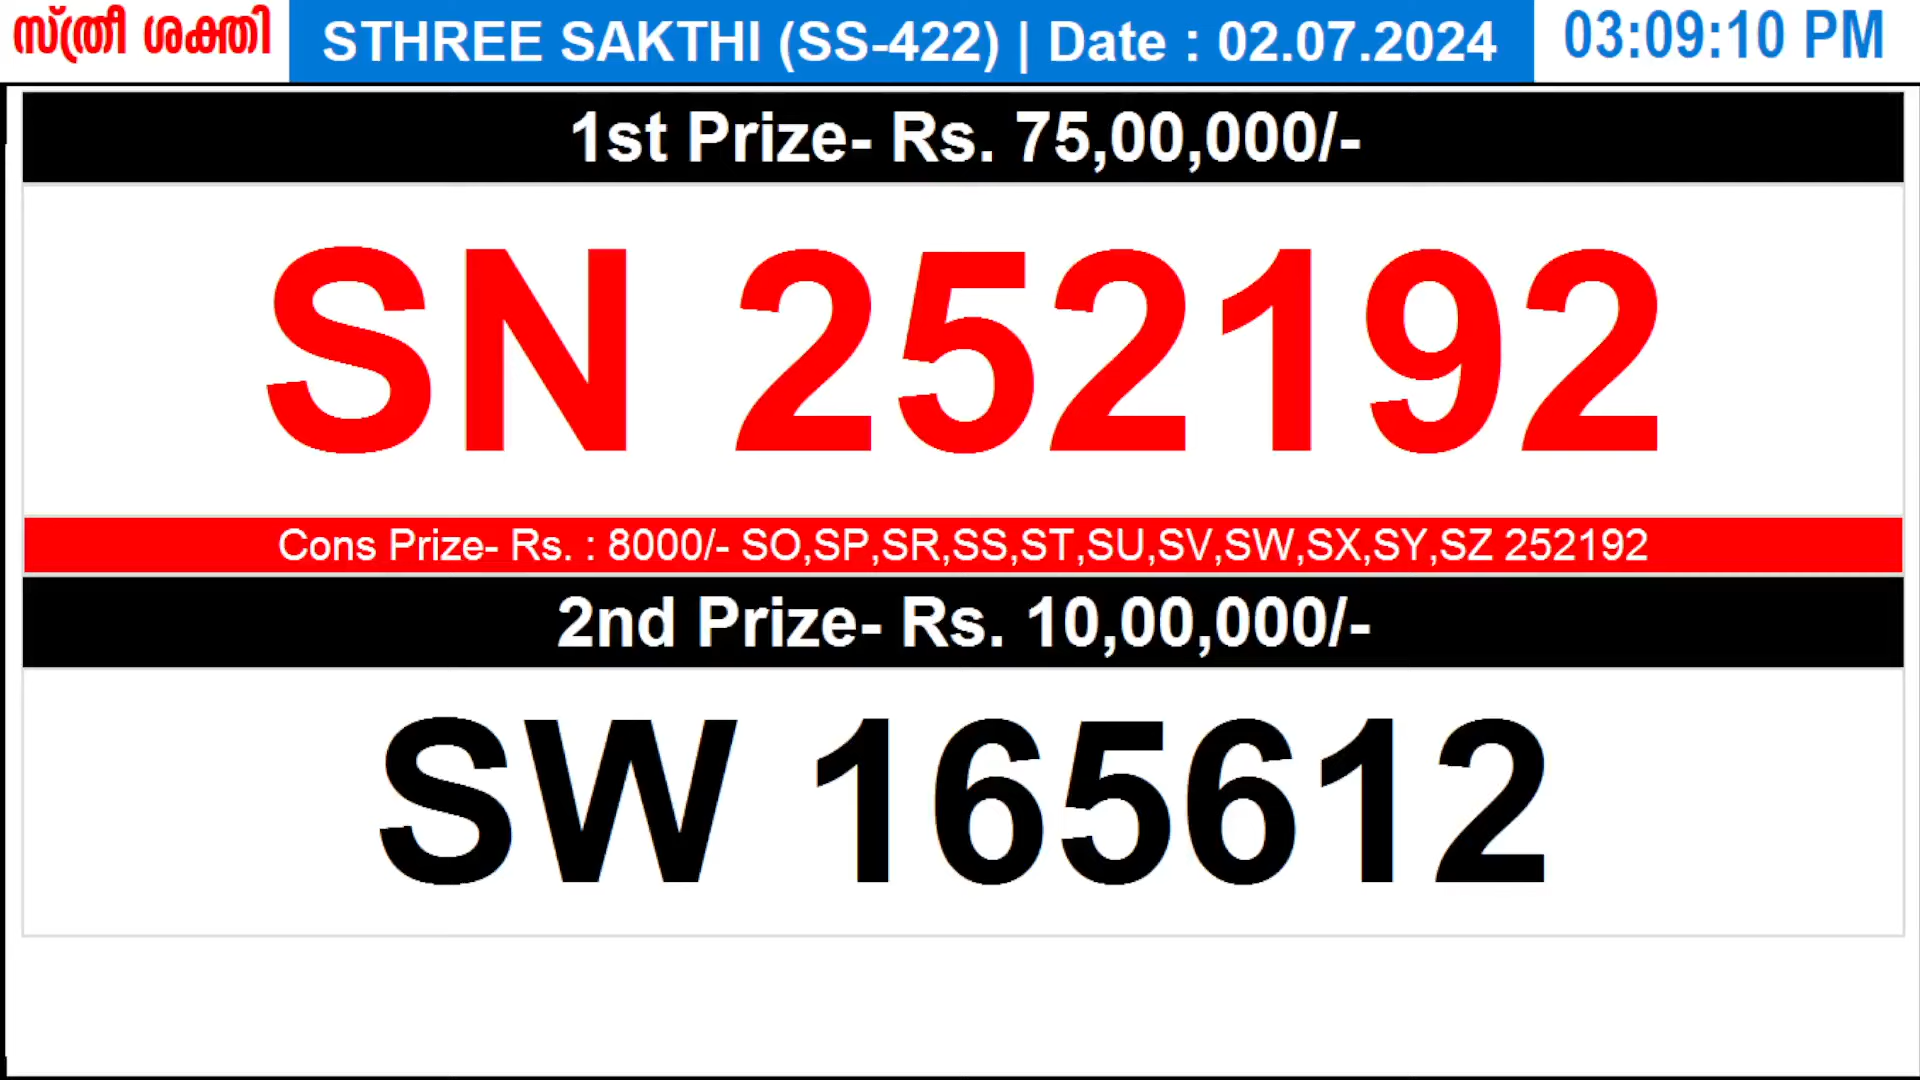 സ്ത്രീ ശക്തി STHREE SAKTHI (SS-422) | Date : 02.07.2024 03:09:10 PM
1st Prize- Rs. 75,00,000/-
SN 252192
Cons Prize- Rs. : 8000/- SO,SP,SR,SS,ST,SU,SV,SW,SX,SY,SZ 252192
2nd Prize- Rs. 10,00,000/-
SW 165612